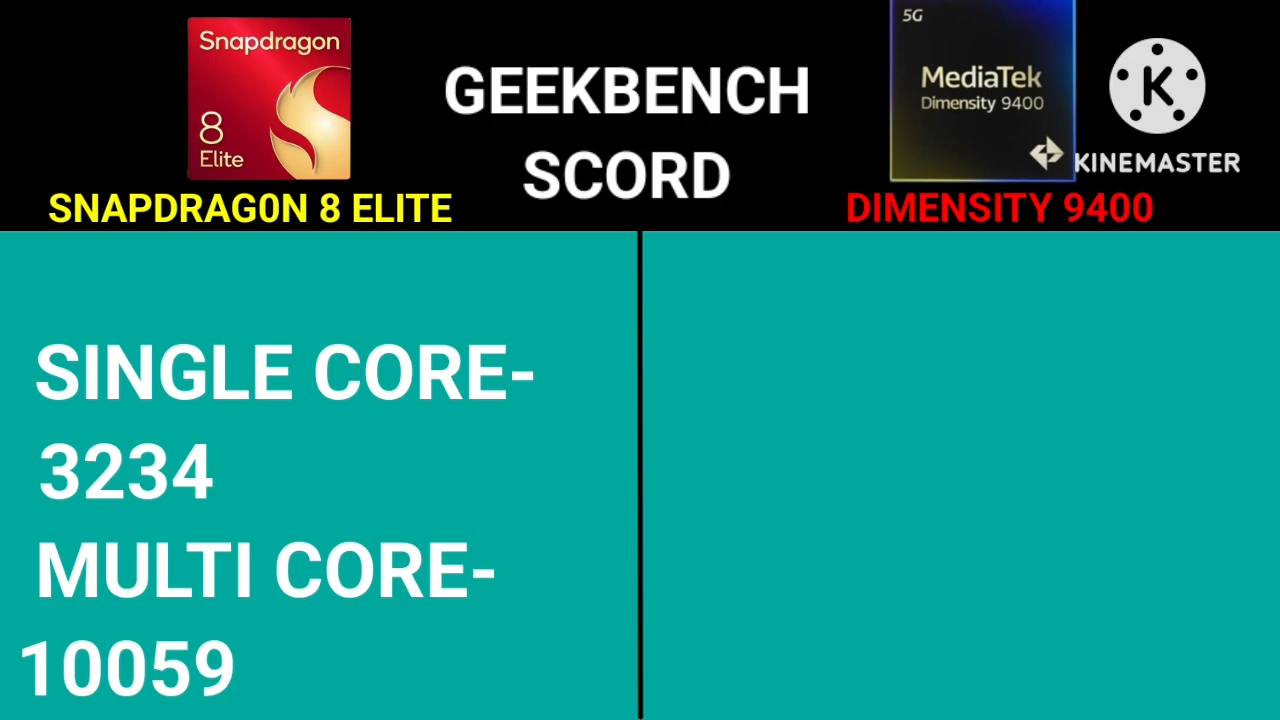 Snapdragon
8
Elite
SNAPDRAG0N 8 ELITE
GEEKBENCH
SCORD
5G
MediaTek
Dimensity 9400
DIMENSITY 9400
K
KINEMASTER
SINGLE CORE-
3234
MULTI CORE-
10059